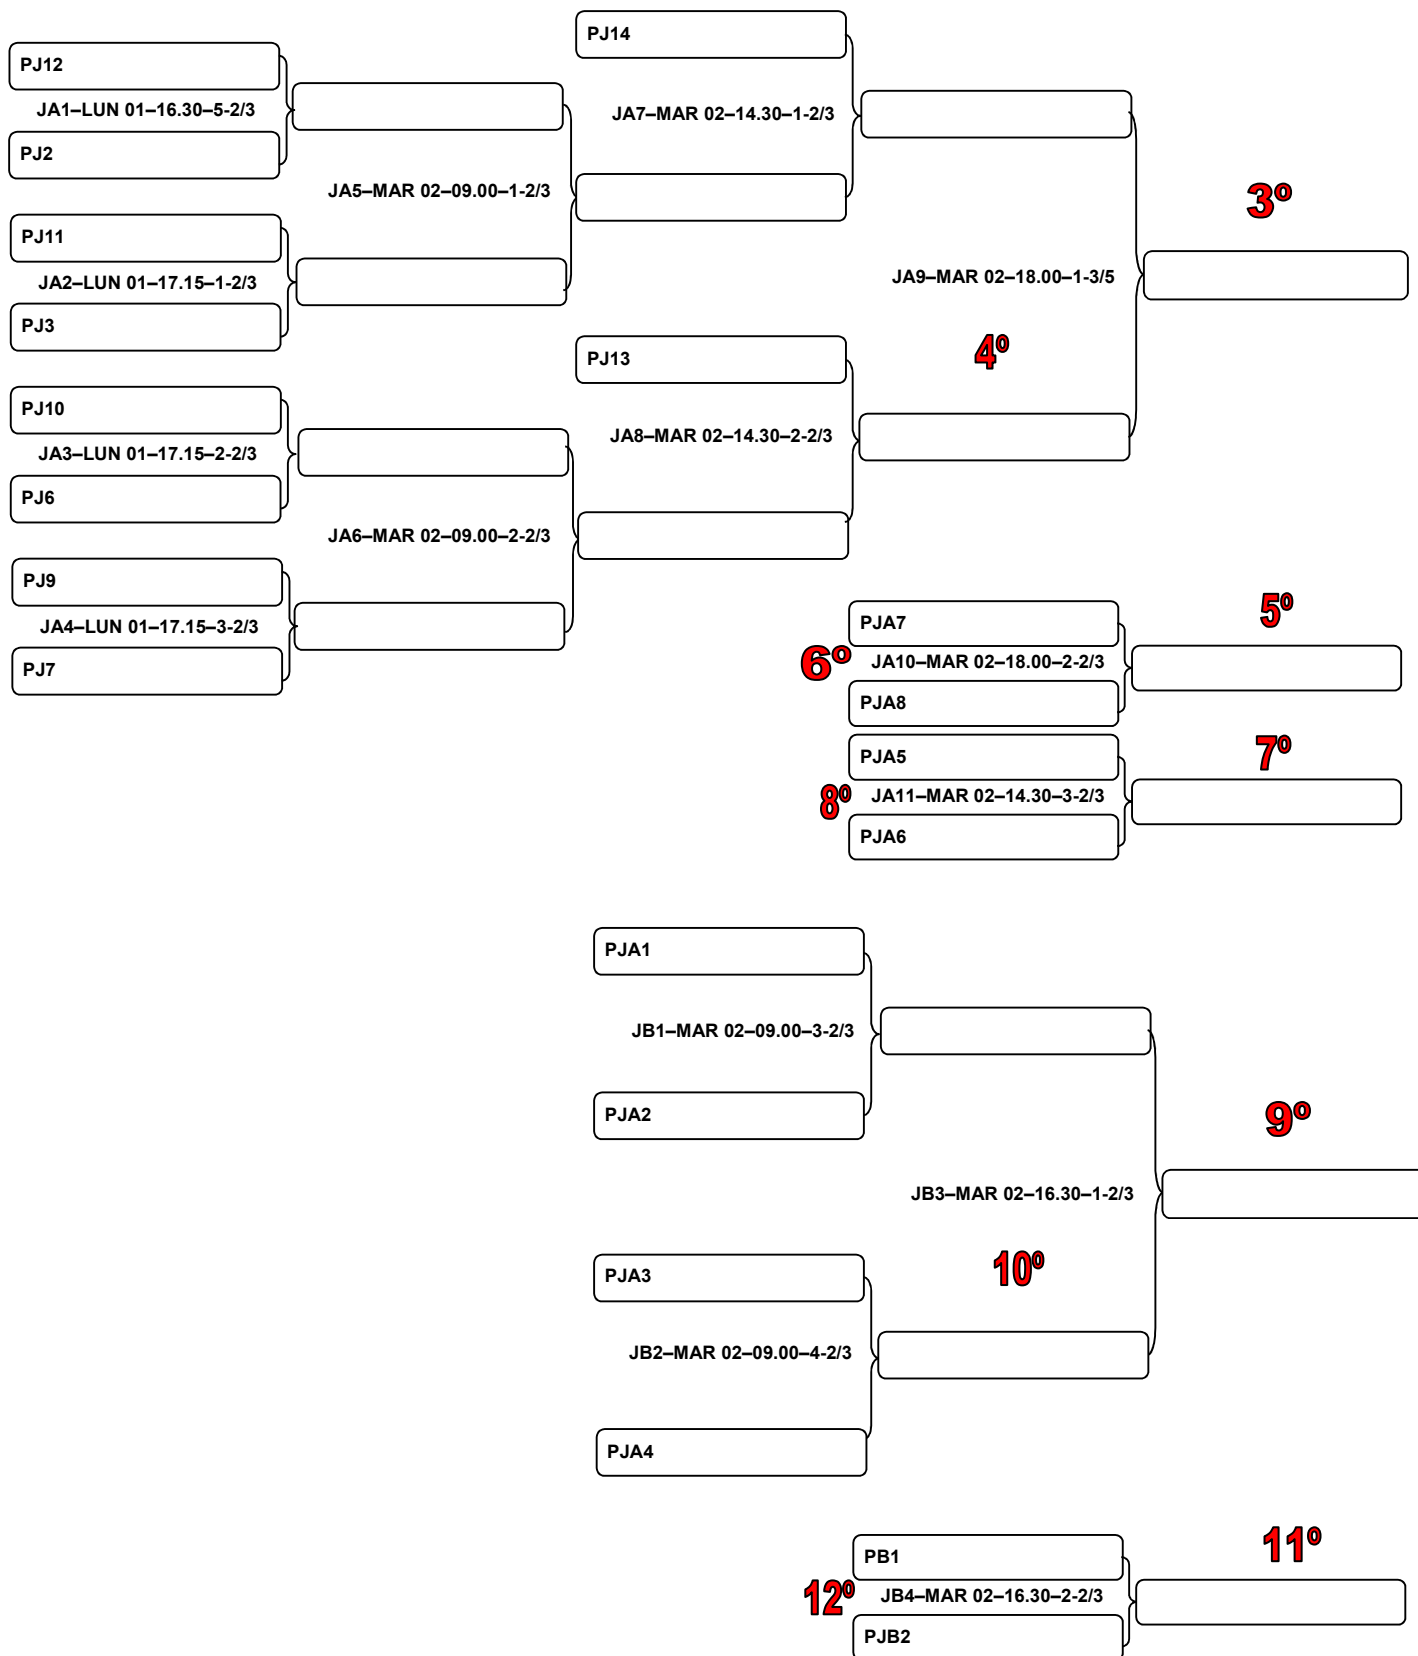 PJ14
PJ12
JA1–LUN 01–16.30–5-2/3
PJ2
JA7–MAR 02–14.30–1-2/3
JA5–MAR 02–09.00–1-2/3
3º
PJ11
JA2–LUN 01–17.15–1-2/3
PJ3
JA9–MAR 02–18.00–1-3/5
4º
PJ13
PJ10
JA3–LUN 01–17.15–2-2/3
PJ6
JA8–MAR 02–14.30–2-2/3
JA6–MAR 02–09.00–2-2/3
PJ9
JA4–LUN 01–17.15–3-2/3
PJ7
5º
PJA7
6º
JA10–MAR 02–18.00–2-2/3
PJA8
PJA5
7º
8º
JA11–MAR 02–14.30–3-2/3
PJA6
PJA1
JB1–MAR 02–09.00–3-2/3
PJA2
9º
JB3–MAR 02–16.30–1-2/3
PJA3
10º
JB2–MAR 02–09.00–4-2/3
PJA4
PB1
11º
12º
JB4–MAR 02–16.30–2-2/3
PJB2